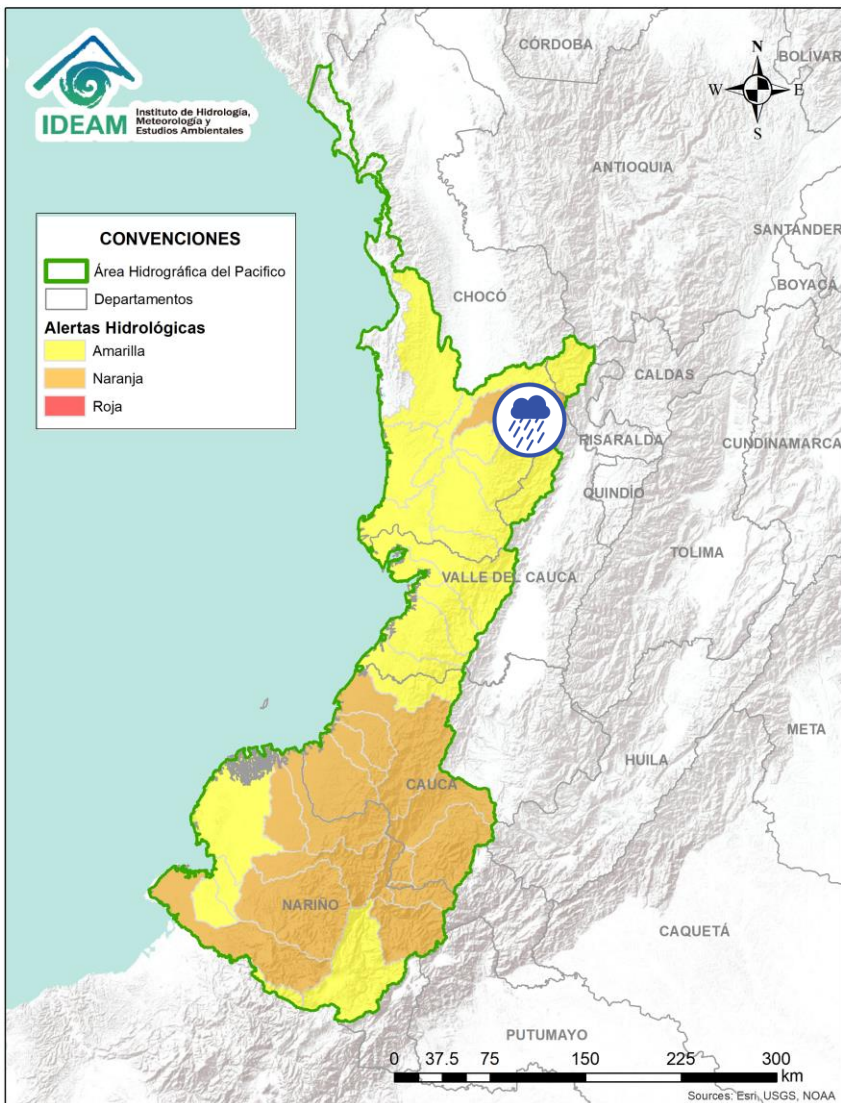 IDEAM
Instituto de Hidrología,
Meteorología y
Estudios Ambientales
CÓRDOBA
BOLÍVAR
N
W
E
S
ANTIOQUIA
SANTANDER
BOYACÁ
CONVENCIONES
Área Hidrográfica del Pacifico
Departamentos
Alertas Hidrológicas
Amarilla
Naranja
Roja
CHOCÓ
CALDAS
RISARALDA
CUNDINAMARCA
QUINDÍO
TOLIMA
VALLE DEL CAUCA
META
HUILA
CAUCA
NARIÑO
CAQUETÁ
PUTUMAYO
0 37.5 75 150 225 300
km
Sources: Esri, USGS, NOAA